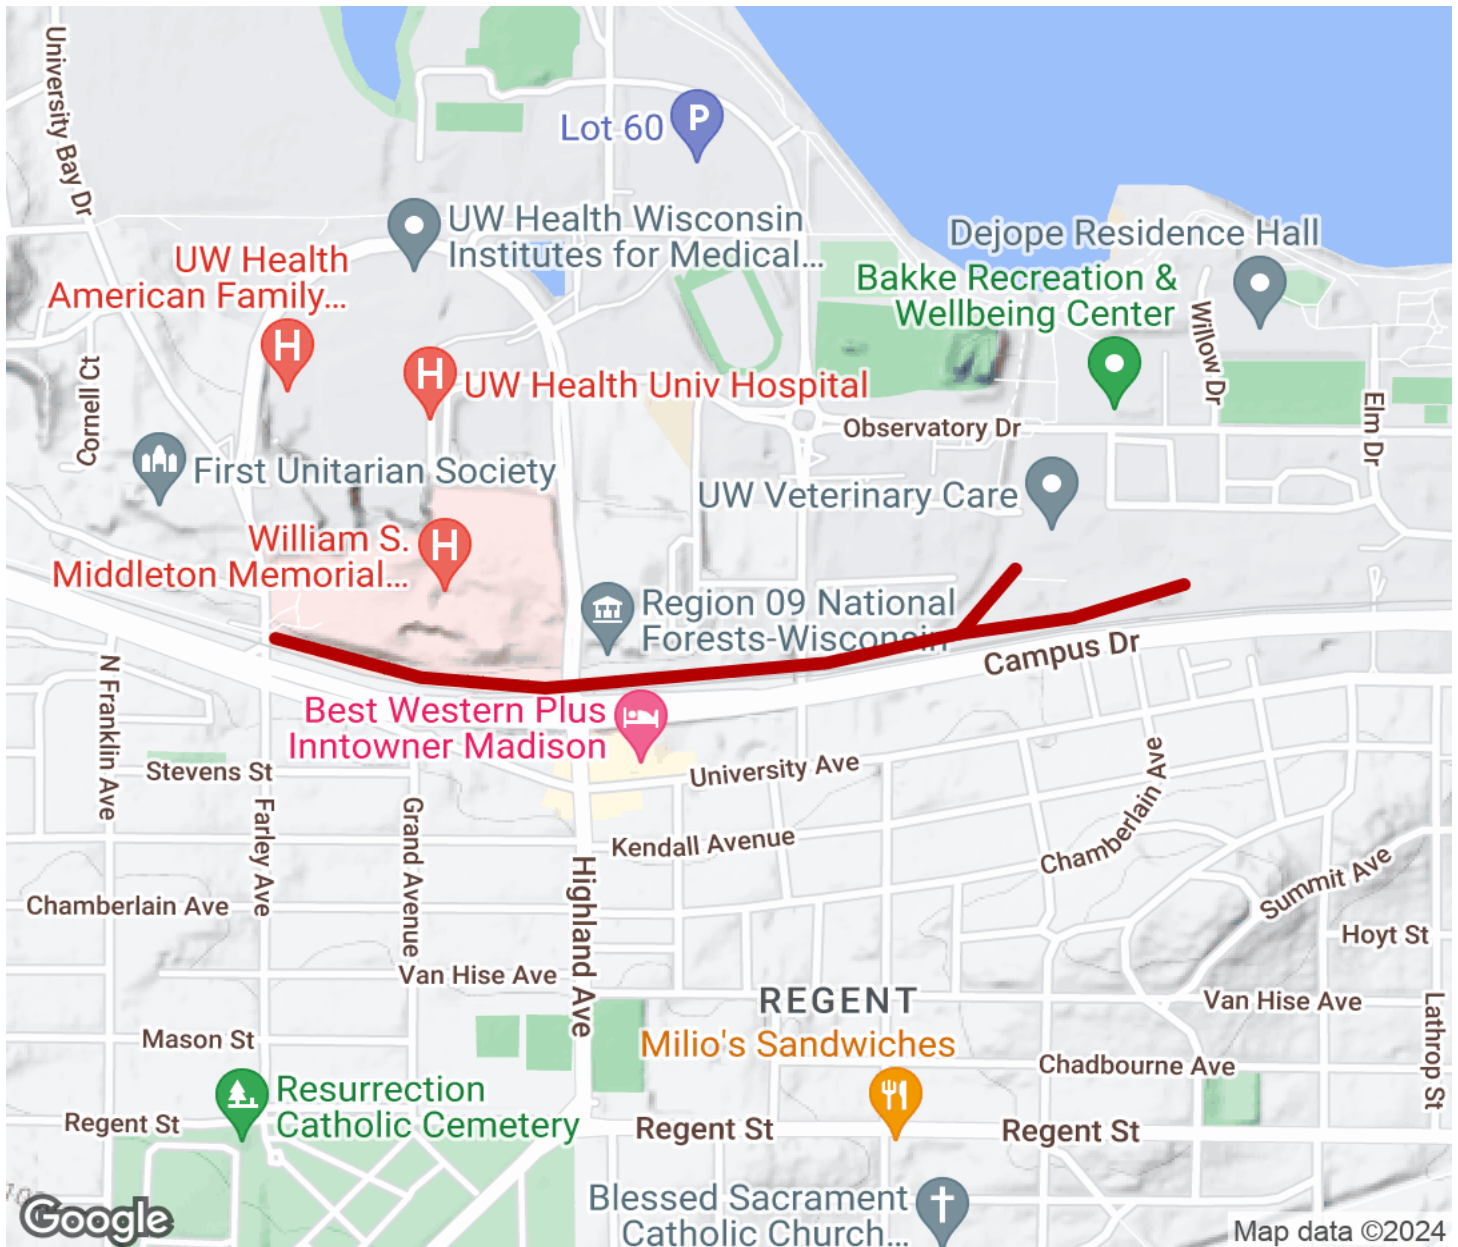 University Bay Dr
Lot 60
P
UW Health Wisconsin
Institutes for Medical...
Dejope Residence Hall
UW Health
American Family...
Bakke Recreation &
Wellbeing Center
Willow Dr
H
Cornell Ct
H
UW Health Univ Hospital
Elm Dr
Observatory Dr
First Unitarian Society
UW Veterinary Care
William S.
Middleton Memorial...
H
Region 09 National
Forests-Wisconsin
Campus Dr
N Franklin Ave
Best Western Plus
Inntowner Madison
Stevens St
University Ave
Chamberlain Ave
Farley Ave
Grand Avenue
Kendall Avenue
Highland Ave
Summit Ave
Chamberlain Ave
Hoyt St
Van Hise Ave
REGENT
Van Hise Ave
Lathrop St
Mason St
Milio's Sandwiches
Chadbourne Ave
Resurrection
Catholic Cemetery
Regent St
Regent St
Regent St
Blessed Sacrament
Catholic Church...
Google
Map data ©2024